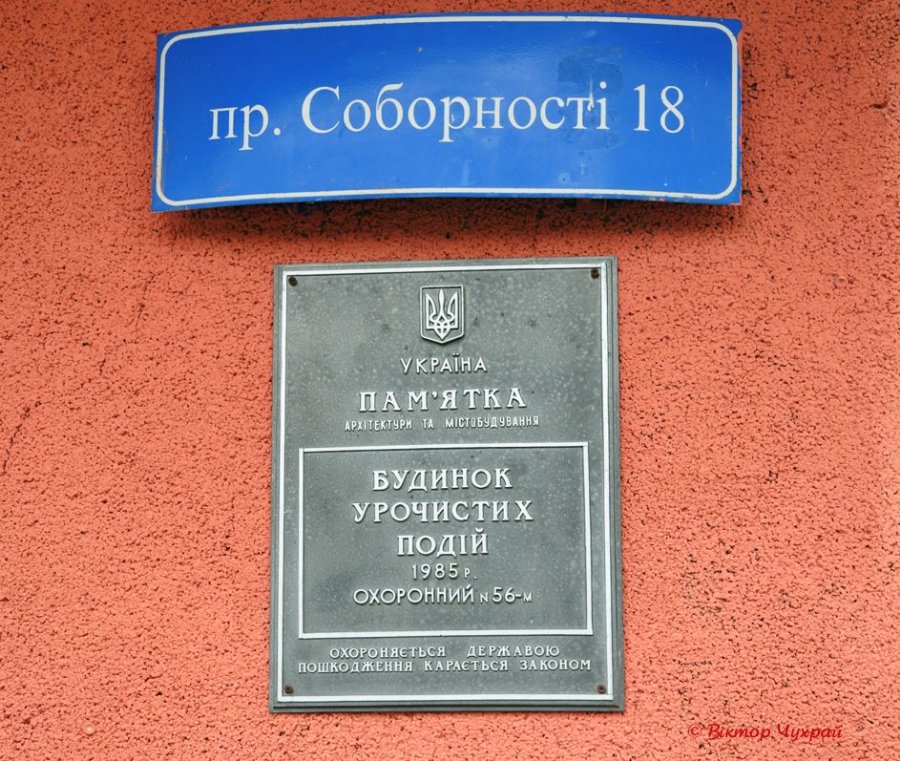 пр. Соборності 18
УКРАЇНА
ПАМ'ЯТКА
АРХІТЕКТУРИ ТА МІСТОБУДУВАННЯ
БУДИНОК
УРОЧИСТИХ
ПОДІЙ
1985 Р.
ОХОРОННИЙ N 56-М
ОХОРОНЯЄТЬСЯ ДЕРЖАВОЮ
ПОШКОДЖЕННЯ КАРАЄТЬСЯ ЗАКОНОМ
© Віктор Чухрай